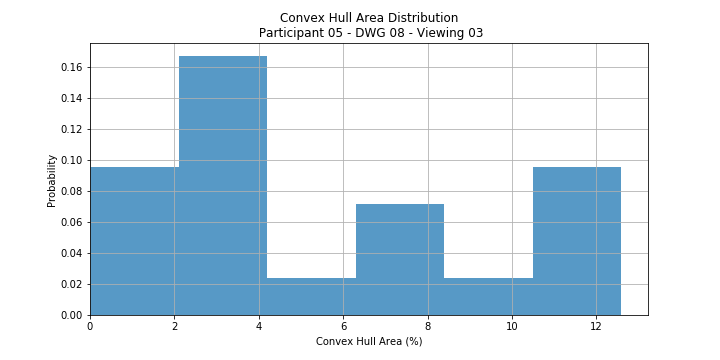 Convex Hull Area Distribution
Participant 05 - DWG 08 - Viewing 03
0.16
0.14
0.12
0.10
0.08
0.06
0.04
0.02
0.00
Probability
0 2 4 6 8 10 12
Convex Hull Area (%)